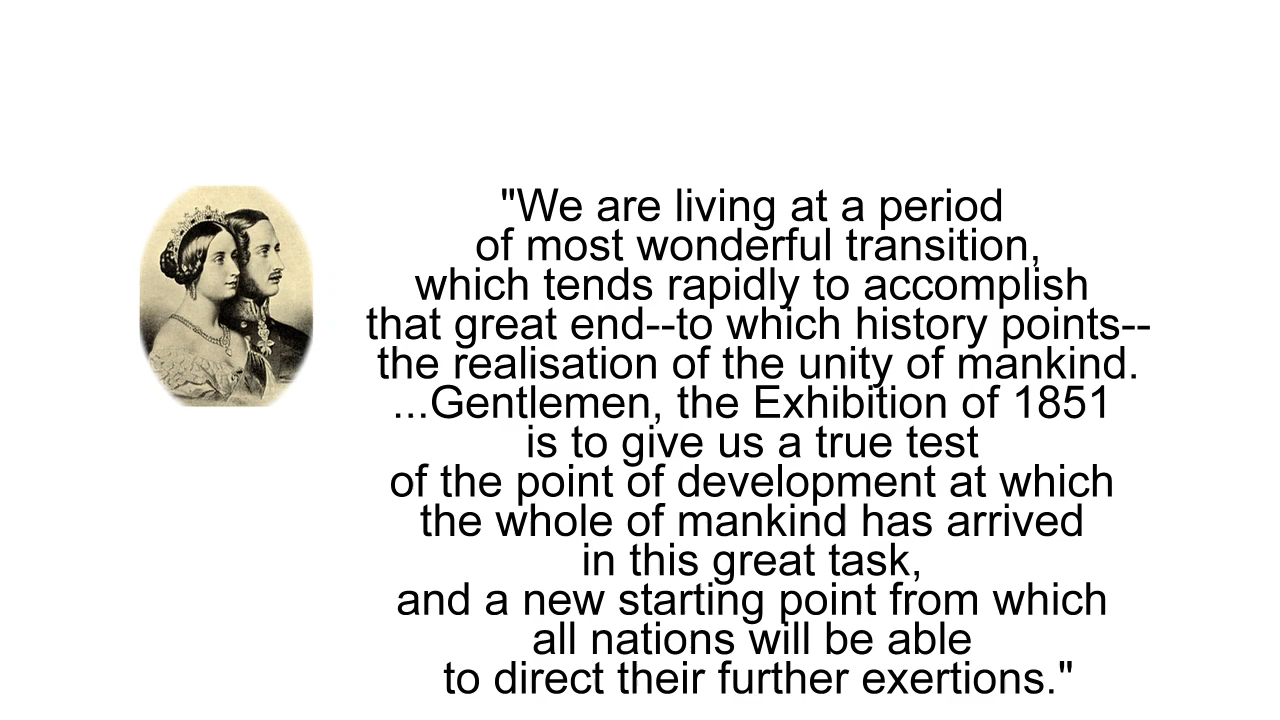 "We are living at a period
of most wonderful transition,
which tends rapidly to accomplish
that great end--to which history points--
the realisation of the unity of mankind.
...Gentlemen, the Exhibition of 1851
is to give us a true test
of the point of development at which
the whole of mankind has arrived
in this great task,
and a new starting point from which
all nations will be able
to direct their further exertions."